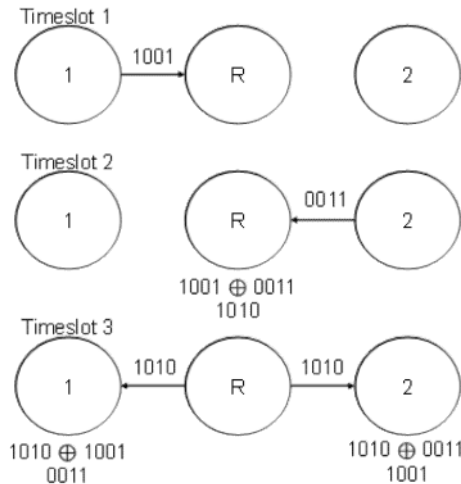 Timeslot 1
1 1001 R 2
Timeslot 2
1 R 0011 2
1001 ⊕ 0011
1010
Timeslot 3
1 1010 R 1010 2
1010 ⊕ 1001 1010 ⊕ 0011
0011 1001